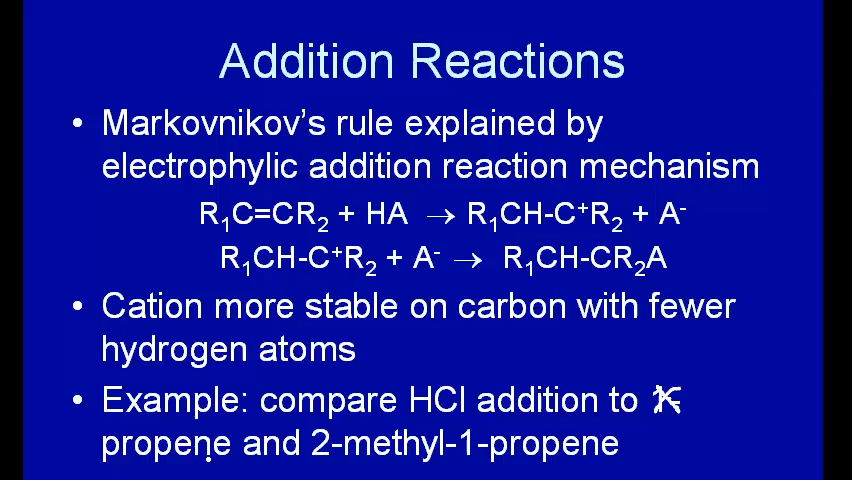 Addition Reactions
• Markovnikov's rule explained by
electrophylic addition reaction mechanism
R₁C=CR₂ + HA → R₁CH-C⁺R₂ + A⁻
R₁CH-C⁺R₂ + A⁻ → R₁CH-CR₂A
• Cation more stable on carbon with fewer
hydrogen atoms
• Example: compare HCl addition to
propene and 2-methyl-1-propene